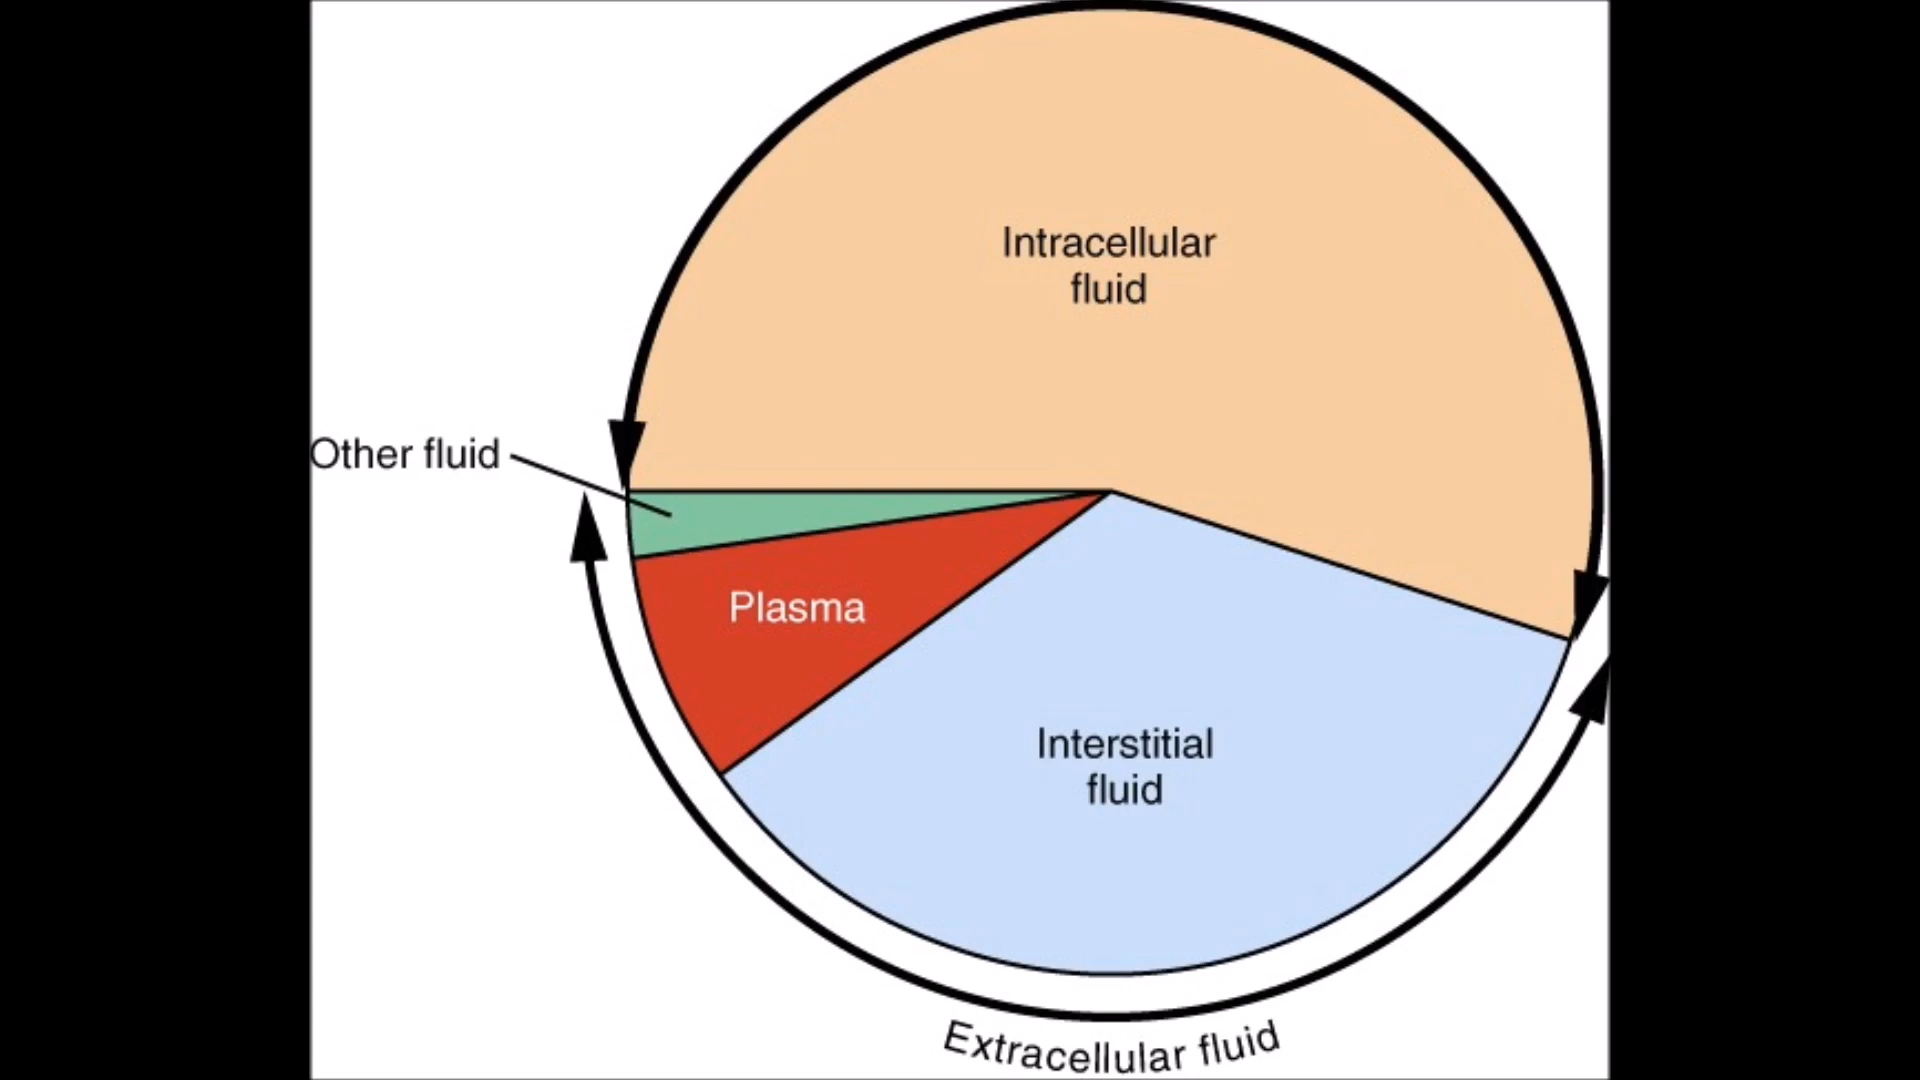 Intracellular
fluid
Other fluid
Plasma
Interstitial
fluid
Extracellular fluid